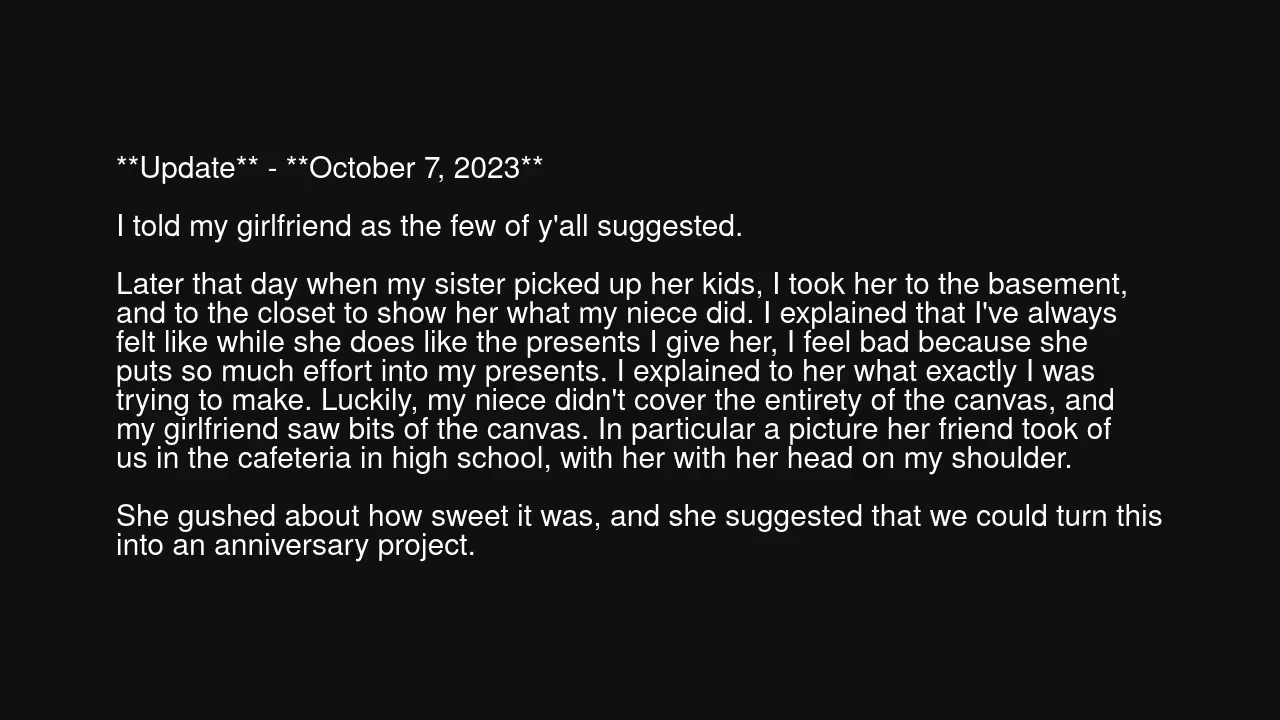 **Update** - **October 7, 2023**
I told my girlfriend as the few of y'all suggested.
Later that day when my sister picked up her kids, I took her to the basement,
and to the closet to show her what my niece did. I explained that I've always
felt like while she does like the presents I give her, I feel bad because she
puts so much effort into my presents. I explained to her what exactly I was
trying to make. Luckily, my niece didn't cover the entirety of the canvas, and
my girlfriend saw bits of the canvas. In particular a picture her friend took of
us in the cafeteria in high school, with her with her head on my shoulder.
She gushed about how sweet it was, and she suggested that we could turn this
into an anniversary project.